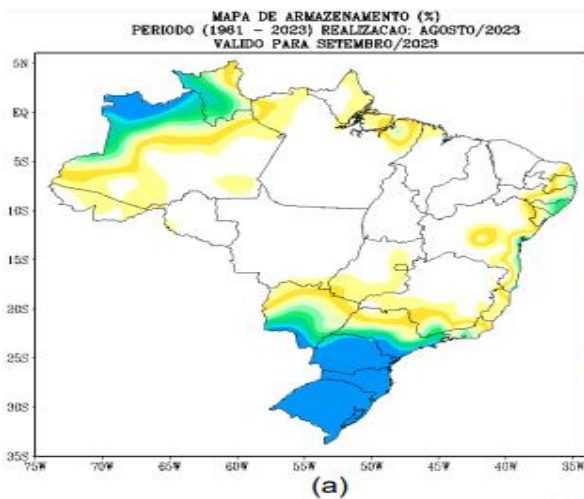 MAPA DE ARMAZENAMENTO (%)
PERIODO (1961 - 2023) REALIZACAO: AGOSTO/2023
VALIDO PARA SETEMBRO/2023
5N
EQ
5S
10S
15S
20S
25S
30S
35S
75W 70W 65W 60W 55W 50W 45W 40W 35W
(a)